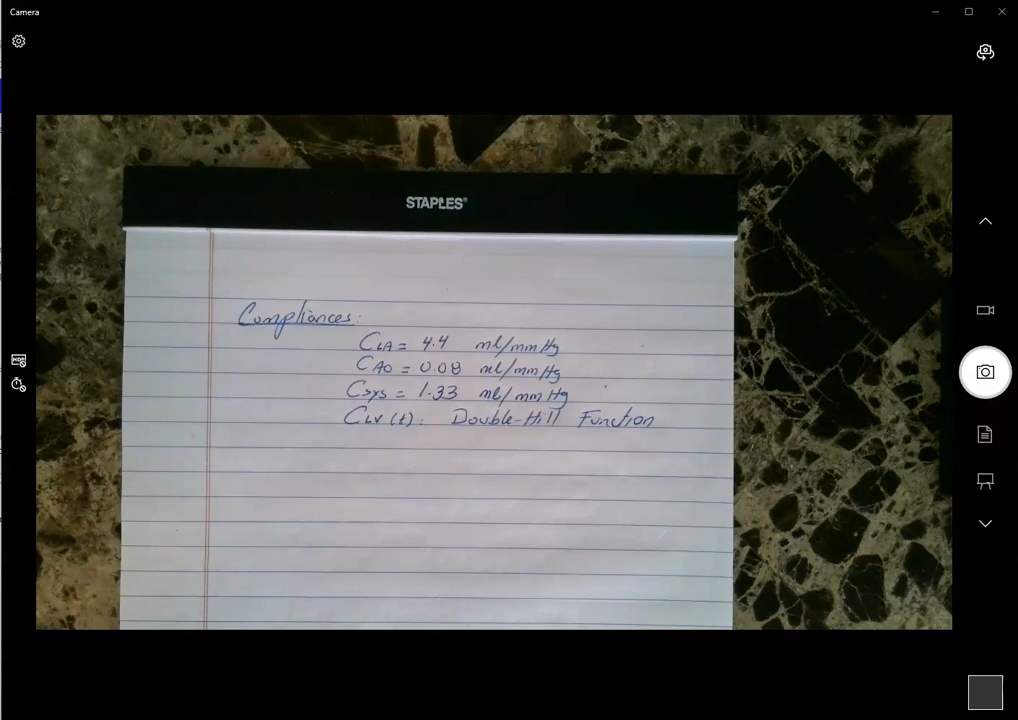 Camera
STAPLES®
Compliances:
CLA = 4.4 ml/mmHg
CAO = 0.08 ml/mmHg
Csys = 1.33 ml/mmHg
CLV(t): Double-Hill Function